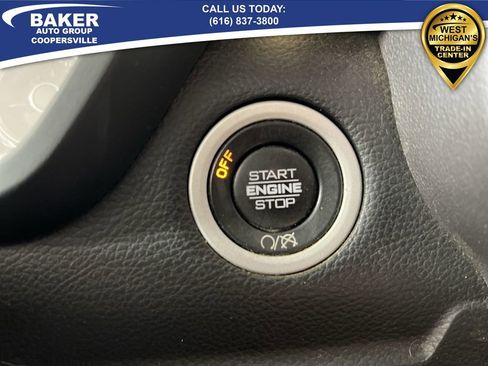 BAKER
AUTO GROUP
COOPERSVILLE
CALL US TODAY:
(616) 837-3800
WEST
MICHIGAN'S
TRADE-IN
CENTER
OFF
START
ENGINE
STOP